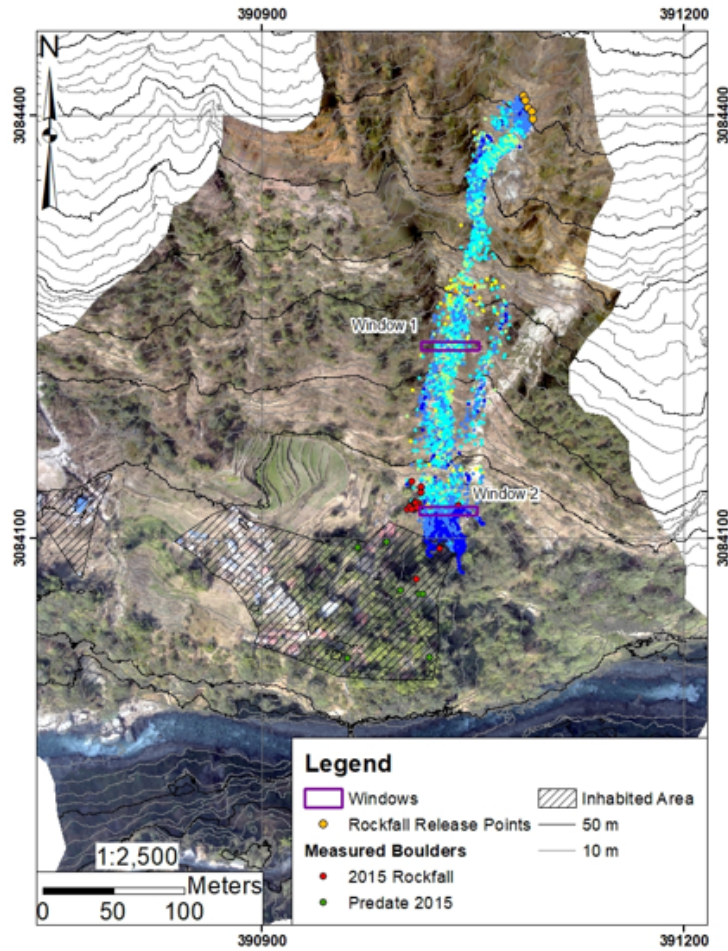 390900 391200
N
3084400 3084400
Window 1
Window 2
3084100 3084100
Legend
Windows Inhabited Area
Rockfall Release Points 50 m
Measured Boulders 10 m
2015 Rockfall
Predate 2015
1:2,500
Meters
0 50 100
390900 391200